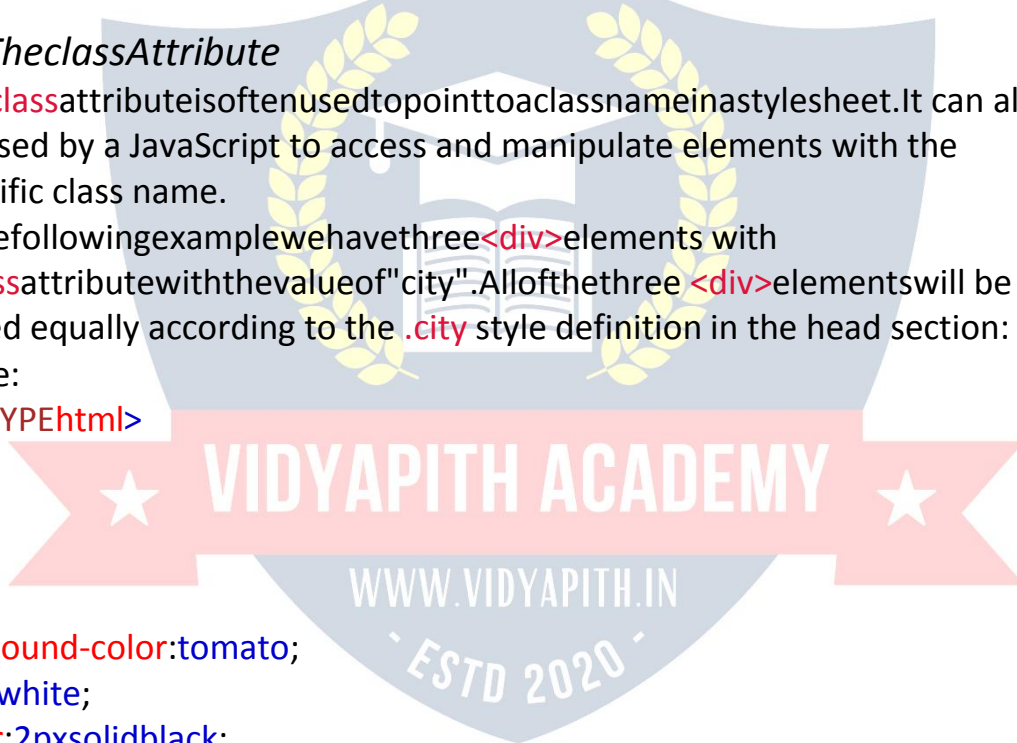 TheclassAttribute
classattributeisoftenusedtopointtoaclassnameinastylesheet.It can al
sed by a JavaScript to access and manipulate elements with the
ific class name.
efollowingexamplewehavethree<div>elements with
ssattributewiththevalueof"city".Allofthethree <div>elementswill be
ed equally according to the .city style definition in the head section:
e:
YPEhtml>
VIDYAPITH ACADEMY
WWW.VIDYAPITH.IN
ound-color:tomato;
- ESTD 2020 -
white;
r:2pxsolidblack;